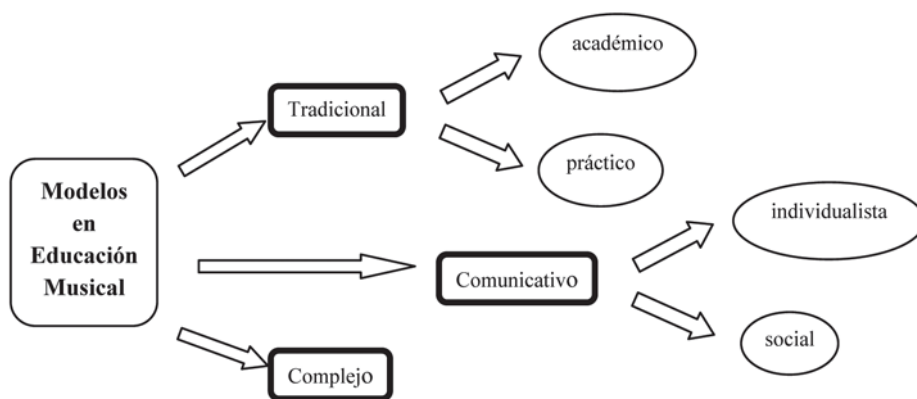 Modelos
en
Educación
Musical
Tradicional
académico
práctico
Comunicativo
individualista
social
Complejo